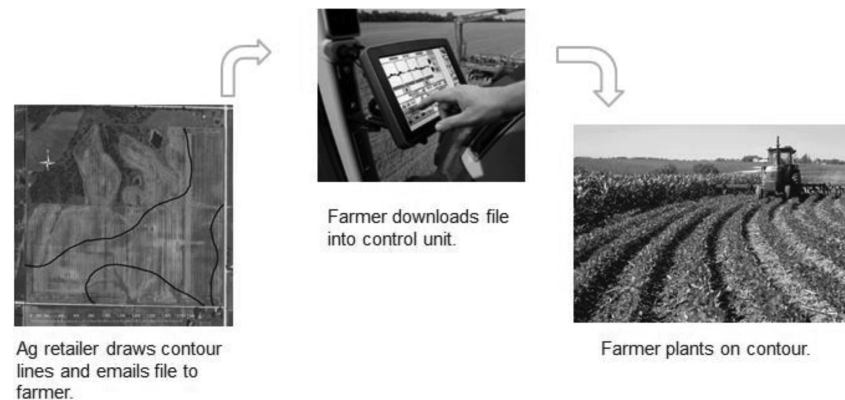 Ag retailer draws contour
lines and emails file to
farmer.
Farmer downloads file
into control unit.
Farmer plants on contour.